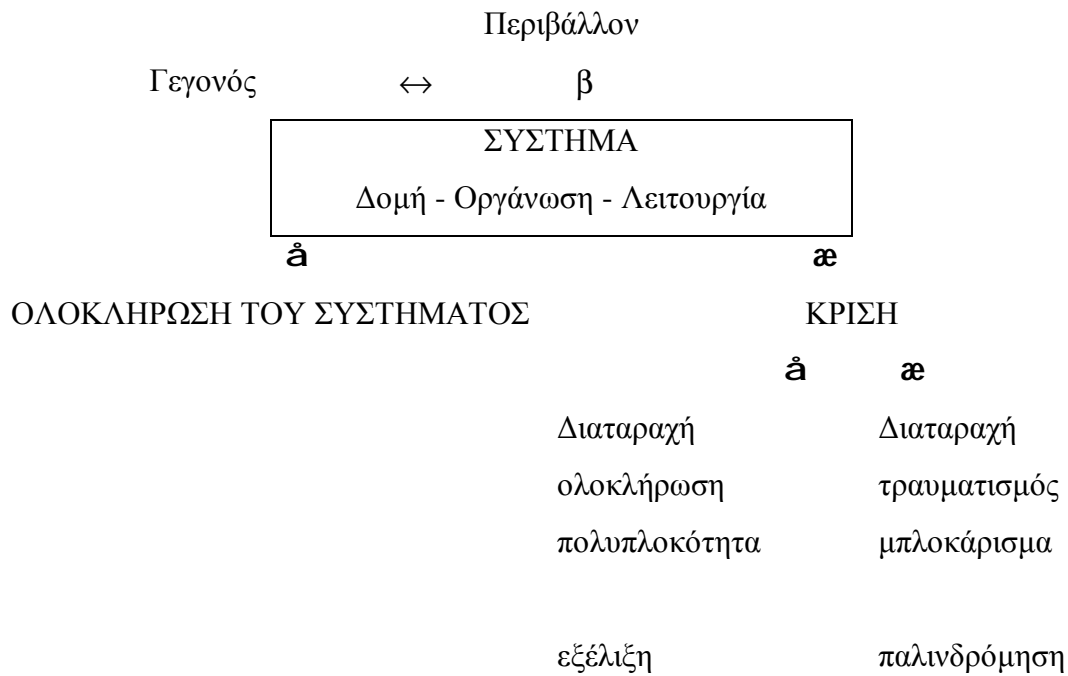 Περιβάλλον
Γεγονός ↔ β
ΣΥΣΤΗΜΑ
Δομή - Οργάνωση - Λειτουργία
å æ
ΟΛΟΚΛΗΡΩΣΗ ΤΟΥ ΣΥΣΤΗΜΑΤΟΣ ΚΡΙΣΗ
å æ
Διαταραχή Διαταραχή
ολοκλήρωση τραυματισμός
πολυπλοκότητα μπλοκάρισμα
εξέλιξη παλινδρόμηση